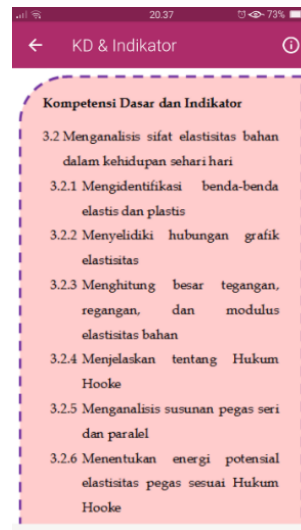 20.37
73%
KD & Indikator
Kompetensi Dasar dan Indikator
3.2 Menganalisis sifat elastisitas bahan
dalam kehidupan sehari hari
3.2.1 Mengidentifikasi benda-benda
elastis dan plastis
3.2.2 Menyelidiki hubungan grafik
elastisitas
3.2.3 Menghitung besar tegangan,
regangan, dan modulus
elastisitas bahan
3.2.4 Menjelaskan tentang Hukum
Hooke
3.2.5 Menganalisis susunan pegas seri
dan paralel
3.2.6 Menentukan energi potensial
elastisitas pegas sesuai Hukum
Hooke